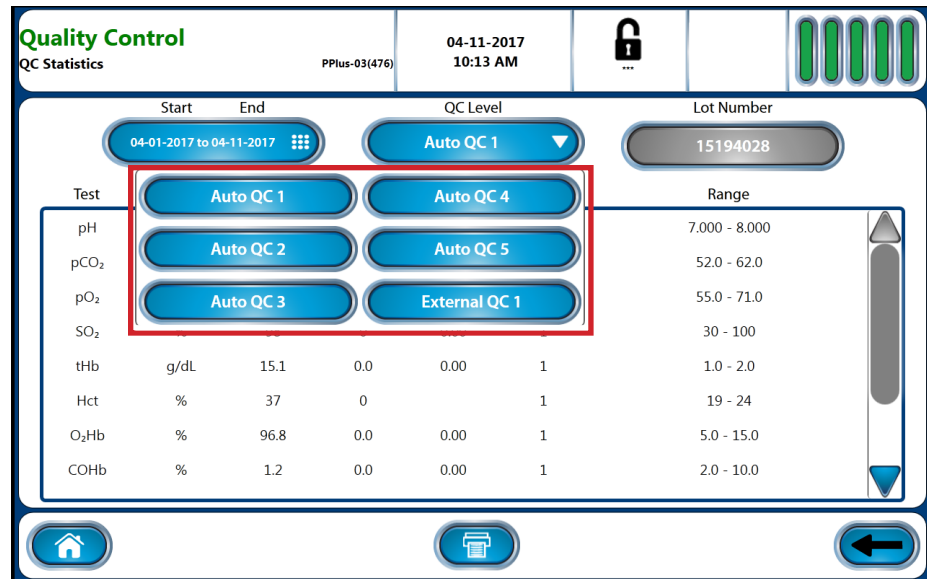 Quality Control
QC Statistics
PPlus-03(476)
04-11-2017
10:13 AM
***
Start End QC Level Lot Number
04-01-2017 to 04-11-2017 Auto QC 1 15194028
Test Range
Auto QC 1 Auto QC 4
Auto QC 2 Auto QC 5
Auto QC 3 External QC 1
pH 7.000 - 8.000
pCO₂ 52.0 - 62.0
pO₂ 55.0 - 71.0
SO₂ 30 - 100
tHb g/dL 15.1 0.0 0.00 1 1.0 - 2.0
Hct % 37 0 1 19 - 24
O₂Hb % 96.8 0.0 0.00 1 5.0 - 15.0
COHb % 1.2 0.0 0.00 1 2.0 - 10.0